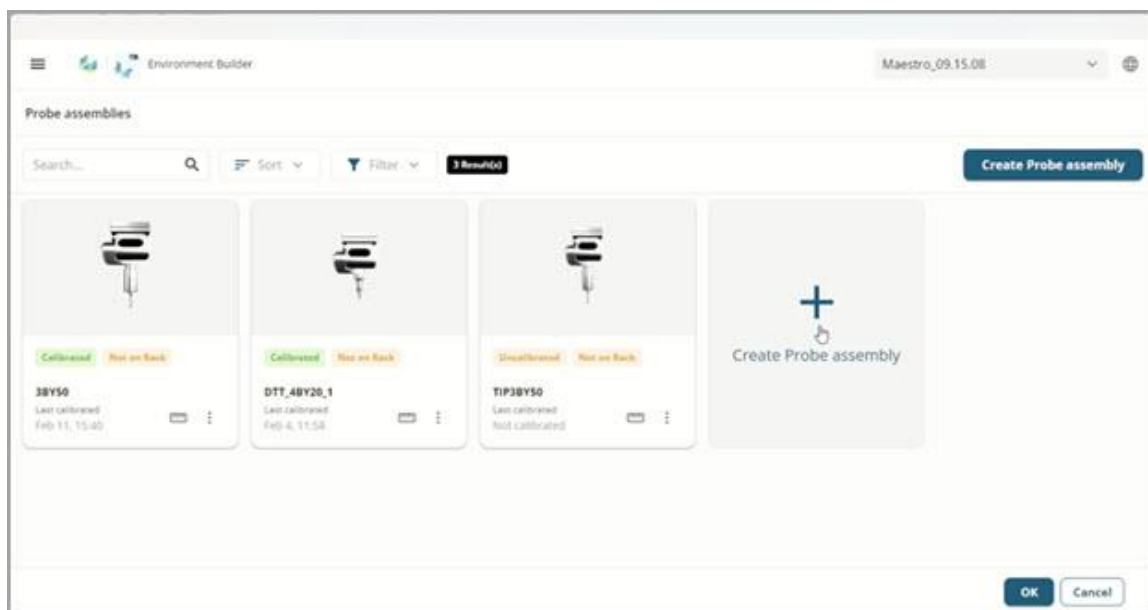 Environment Builder
Maestro_09.15.08
Probe assemblies
Search...
Sort
Filter
3 Result(s)
Create Probe assembly
Calibrated
Not on Rack
3BY50
Last calibrated
Feb 11, 15:40
Calibrated
Not on Rack
DTT_4BY20_1
Last calibrated
Feb 4, 11:58
Uncalibrated
Not on Rack
TIP3BY50
Last calibrated
Not calibrated
Create Probe assembly
OK
Cancel